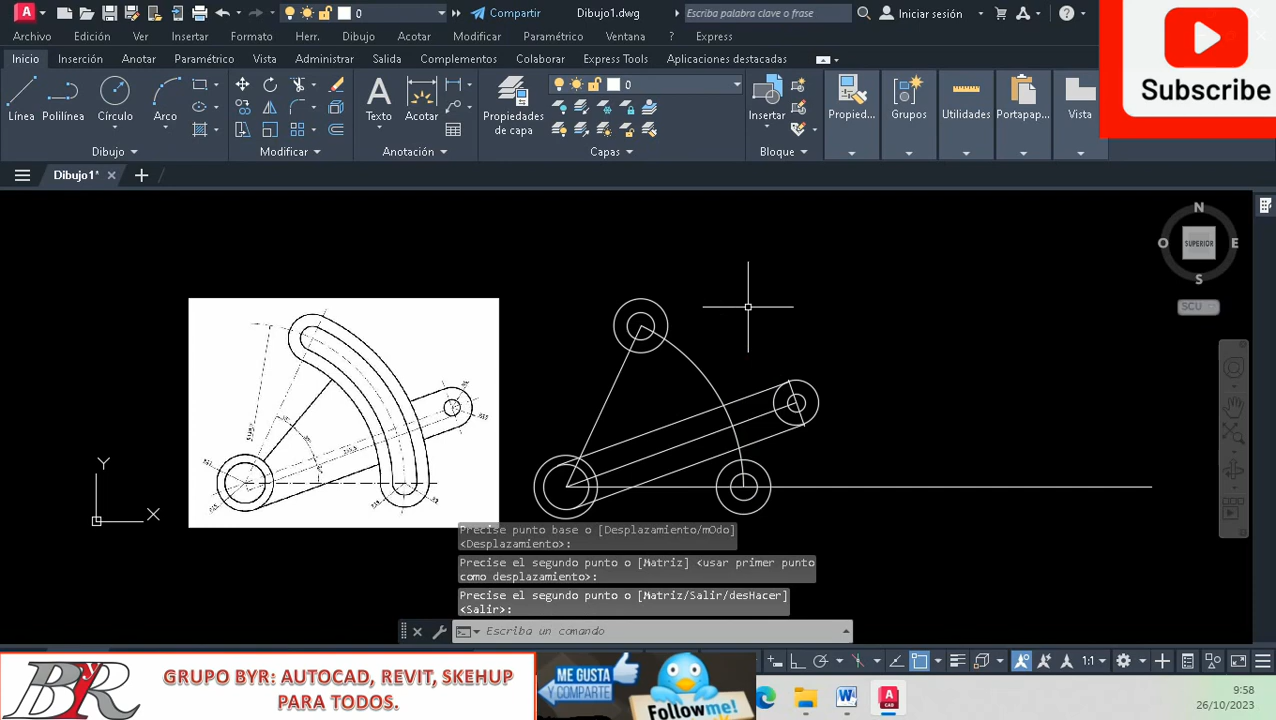 0
Compartir
Dibujo1.dwg
Escriba palabra clave o frase
Iniciar sesión
Archivo
Edición
Ver
Insertar
Formato
Herr.
Dibujo
Acotar
Modificar
Paramétrico
Ventana
?
Express
Inicio
Inserción
Anotar
Paramétrico
Vista
Administrar
Salida
Complementos
Colaborar
Express Tools
Aplicaciones destacadas
Subscribe
Línea
Polilínea
Círculo
Arco
Texto
Acotar
Propiedades
de capa
0
Insertar
Propied...
Grupos
Utilidades
Portapap...
Vista
Dibujo
Modificar
Anotación
Capas
Bloque
Dibujo1*
N
O
SUPERIOR
E
S
SCU
Y
X
Precise punto base o [Desplazamiento/mOdo]
<Desplazamiento>:
Precise el segundo punto o [Matriz] <usar primer punto
como desplazamiento>:
Precise el segundo punto o [Matriz/Salir/desHacer]
<Salir>:
Escriba un comando
1:1
ByR
GRUPO BYR: AUTOCAD, REVIT, SKEHUP
PARA TODOS.
ME GUSTA
Y COMPARTE
Follow me!
9:58
26/10/2023